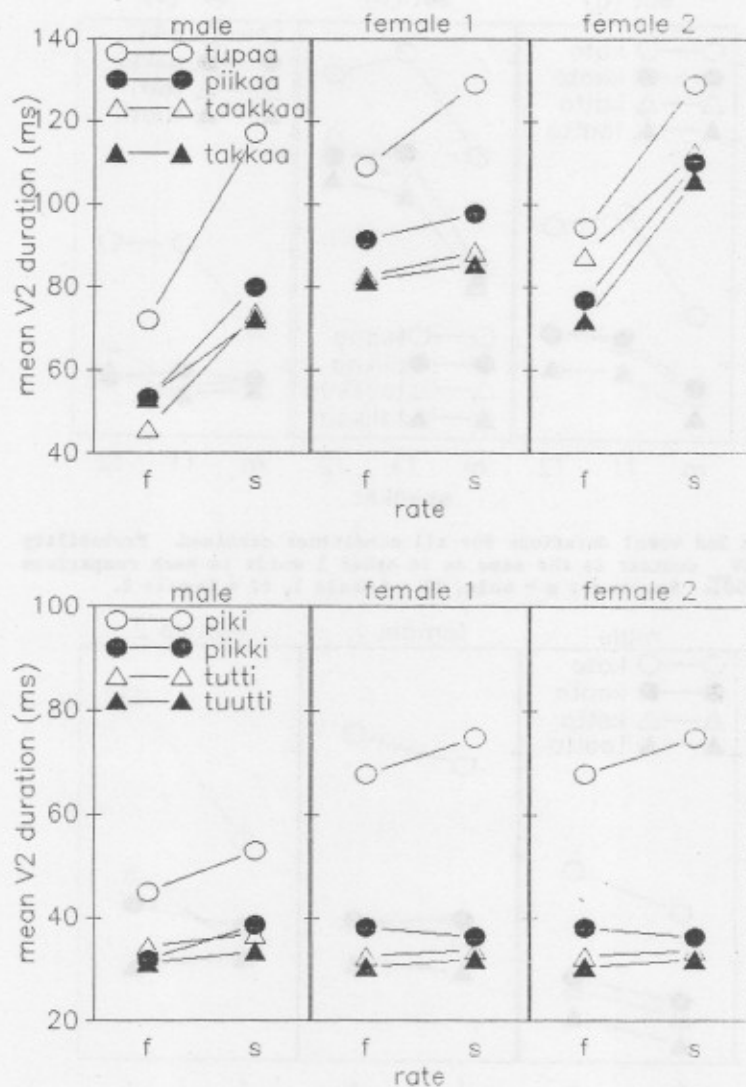 male female 1 female 2
140
tupaa
piikaa
120
taakkaa
takkaa
100
80
60
40
mean V2 duration (ms)
f s f s f s
rate
male female 1 female 2
100
piki
piikki
tutti
tuutti
80
60
40
20
mean V2 duration (ms)
f s f s f s
rate